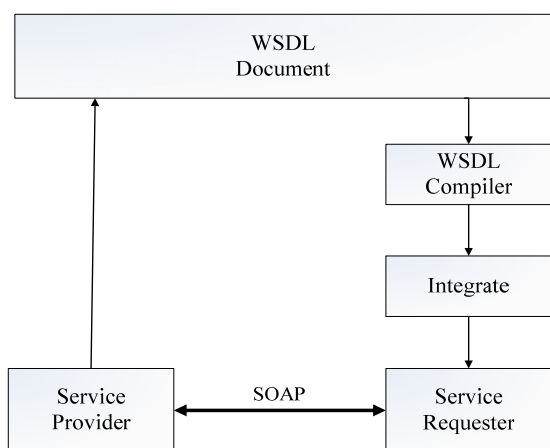 WSDL
Document
WSDL
Compiler
Integrate
Service
Provider
SOAP
Service
Requester